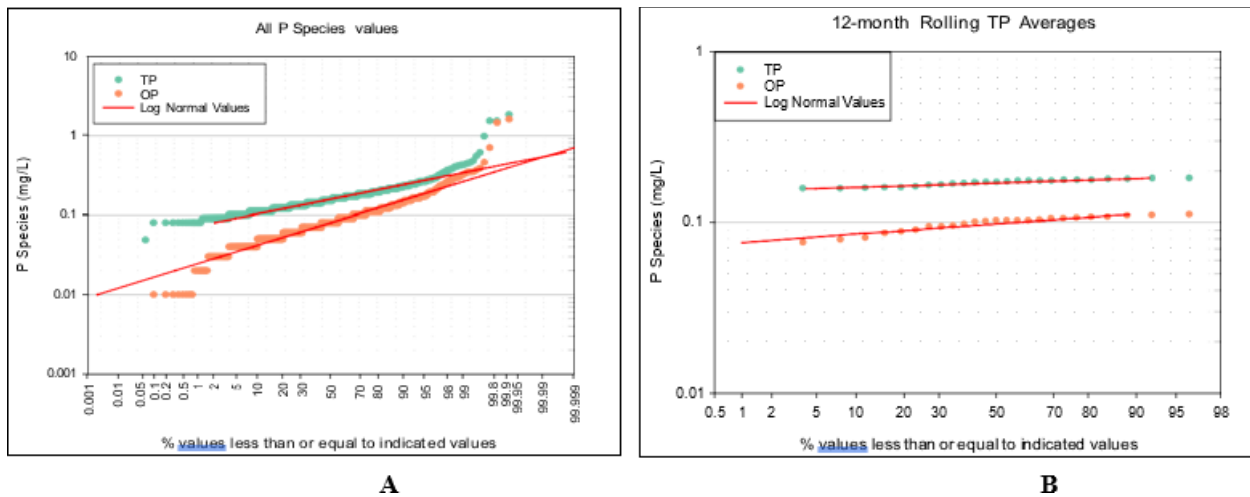 All P Species values
10
TP
OP
Log Normal Values
1
0.1
0.01
0.001
P Species (mg/L)
0.001 0.01 0.05 0.1 0.2 0.5 1 2 5 10 20 30 50 70 80 90 95 98 99 99.8 99.9 99.95 99.99 99.999
% values less than or equal to indicated values
A
12-month Rolling TP Averages
1
TP
OP
Log Normal Values
0.1
0.01
P Species (mg/L)
0.5 1 2 5 10 20 30 50 70 80 90 95 98
% values less than or equal to indicated values
B